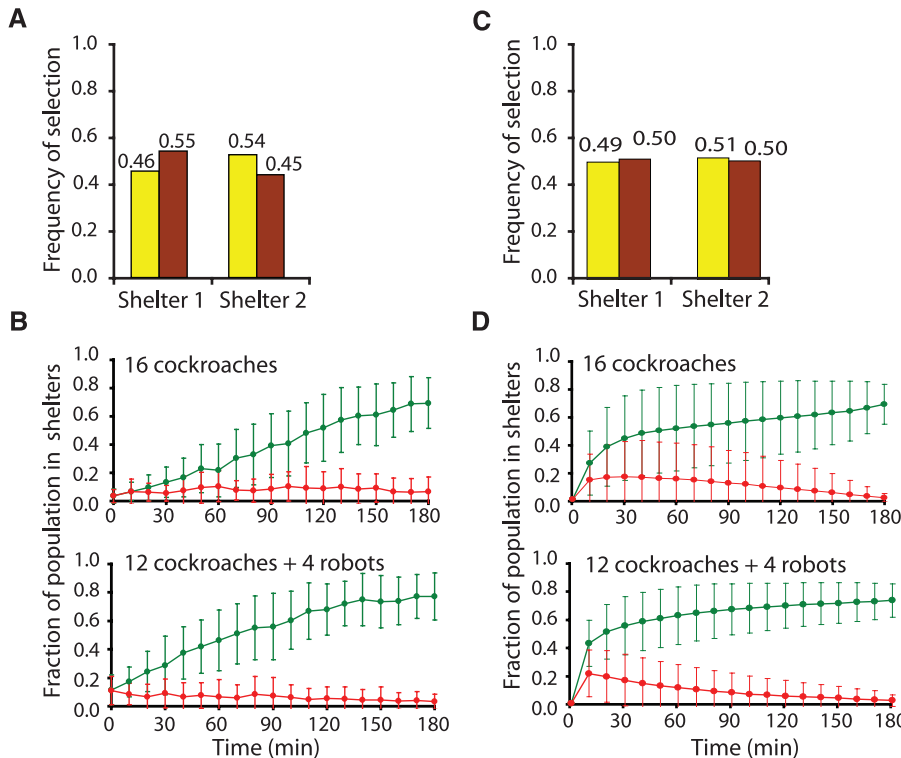 A
Frequency of selection
1.0
0.8
0.6
0.4
0.2
0.0
0.46
0.55
0.54
0.45
Shelter 1
Shelter 2
C
Frequency of selection
1.0
0.8
0.6
0.4
0.2
0.0
0.49
0.50
0.51
0.50
Shelter 1
Shelter 2
B
Fraction of population in shelters
16 cockroaches
1.0
0.8
0.6
0.4
0.2
0.0
0 30 60 90 120 150 180
12 cockroaches + 4 robots
1.0
0.8
0.6
0.4
0.2
0.0
0 30 60 90 120 150 180
Time (min)
D
Fraction of population in shelters
16 cockroaches
1.0
0.8
0.6
0.4
0.2
0.0
0 30 60 90 120 150 180
12 cockroaches + 4 robots
1.0
0.8
0.6
0.4
0.2
0.0
0 30 60 90 120 150 180
Time (min)